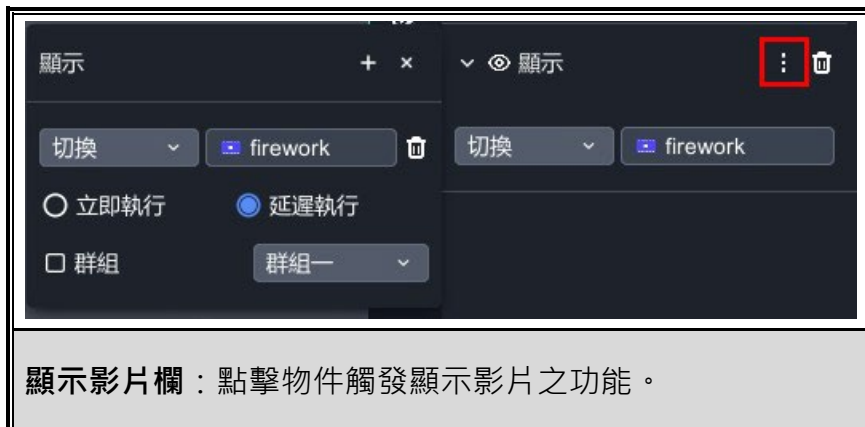 顯示 + ×
切換 firework
立即執行 延遲執行
群組 群組一
顯示
切換 firework
顯示影片欄：點擊物件觸發顯示影片之功能。